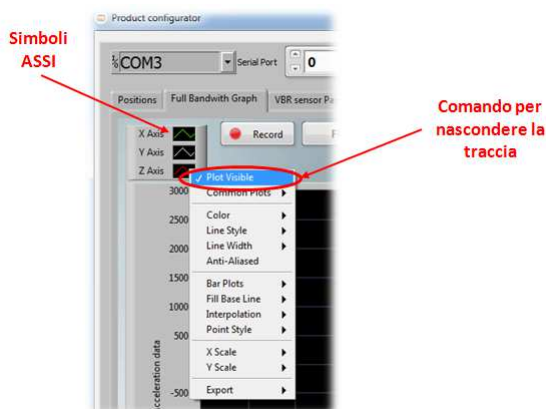 Product configurator
Simboli
ASSI
COM3
Serial Port
0
Positions
Full Bandwith Graph
VBR sensor Pa
Comando per
nascondere la
traccia
X Axis
Record
Y Axis
Z Axis
Plot Visible
Common Plots
3000
Color
2500
Line Style
Line Width
2000
Anti-Aliased
1500
Bar Plots
Fill Base Line
1000
Interpolation
Point Style
500
X Scale
Y Scale
Export
-500
acceleration data